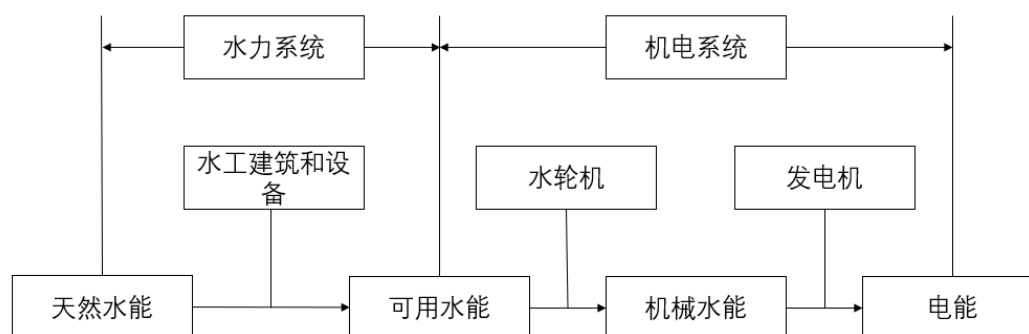 水力系统
机电系统
水工建筑和设
备
水轮机
发电机
天然水能
可用水能
机械水能
电能